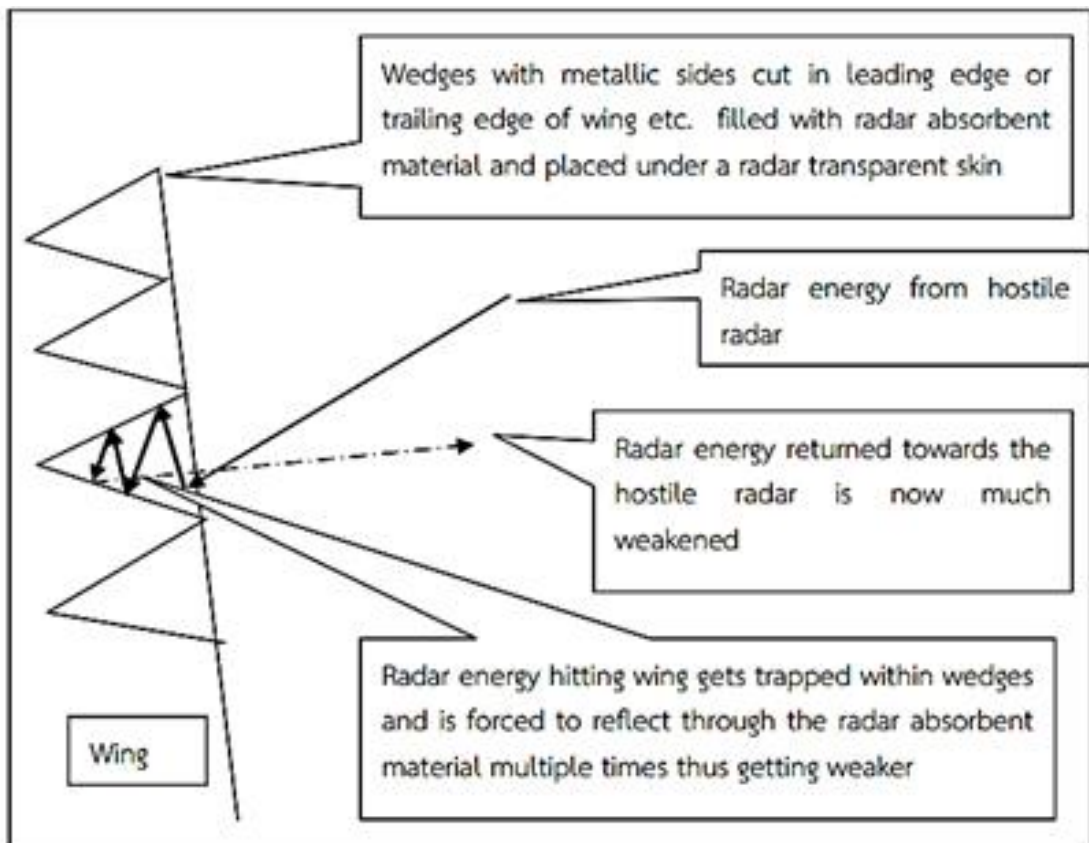 Wedges with metallic sides cut in leading edge or
trailing edge of wing etc. filled with radar absorbent
material and placed under a radar transparent skin
Radar energy from hostile
radar
Radar energy returned towards the
hostile radar is now much
weakened
Radar energy hitting wing gets trapped within wedges
and is forced to reflect through the radar absorbent
material multiple times thus getting weaker
Wing